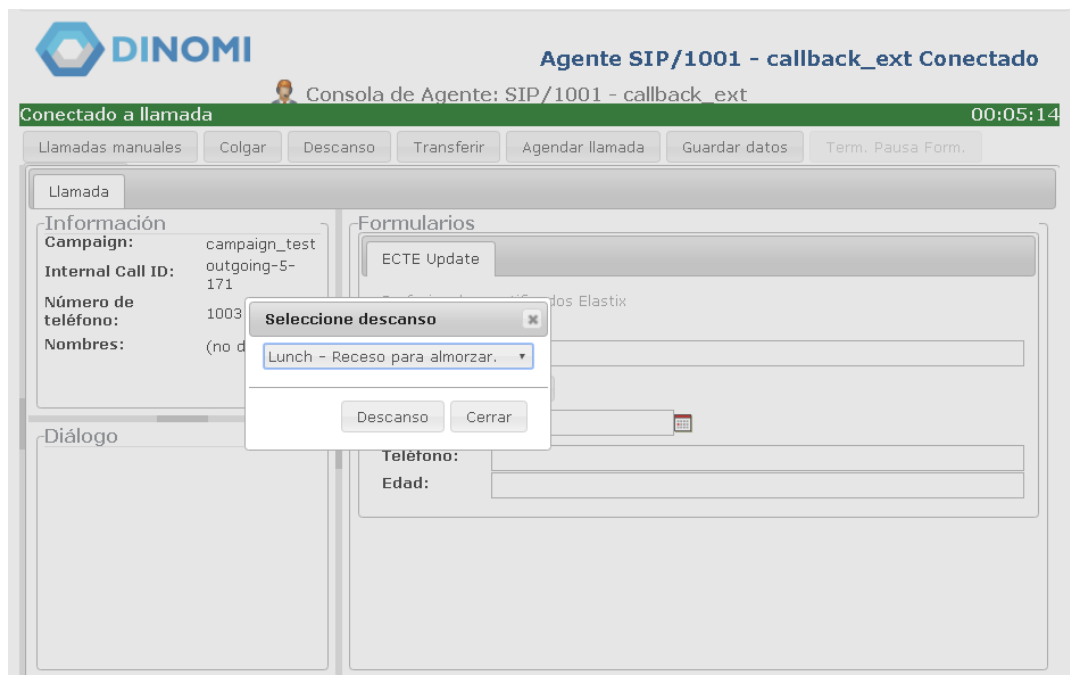 DINOMI
Agente SIP/1001 - callback_ext Conectado
Consola de Agente: SIP/1001 - callback_ext
Conectado a llamada 00:05:14
Llamadas manuales Colgar Descanso Transferir Agendar llamada Guardar datos Term. Pausa Form.
Llamada
Información
Campaign: campaign_test
Internal Call ID: outgoing-5-
171
Número de
teléfono: 1003
Nombres: (no d
Diálogo
Formularios
ECTE Update
Elastix
Seleccione descanso
Lunch - Receso para almorzar.
Descanso Cerrar
Teléfono:
Edad: